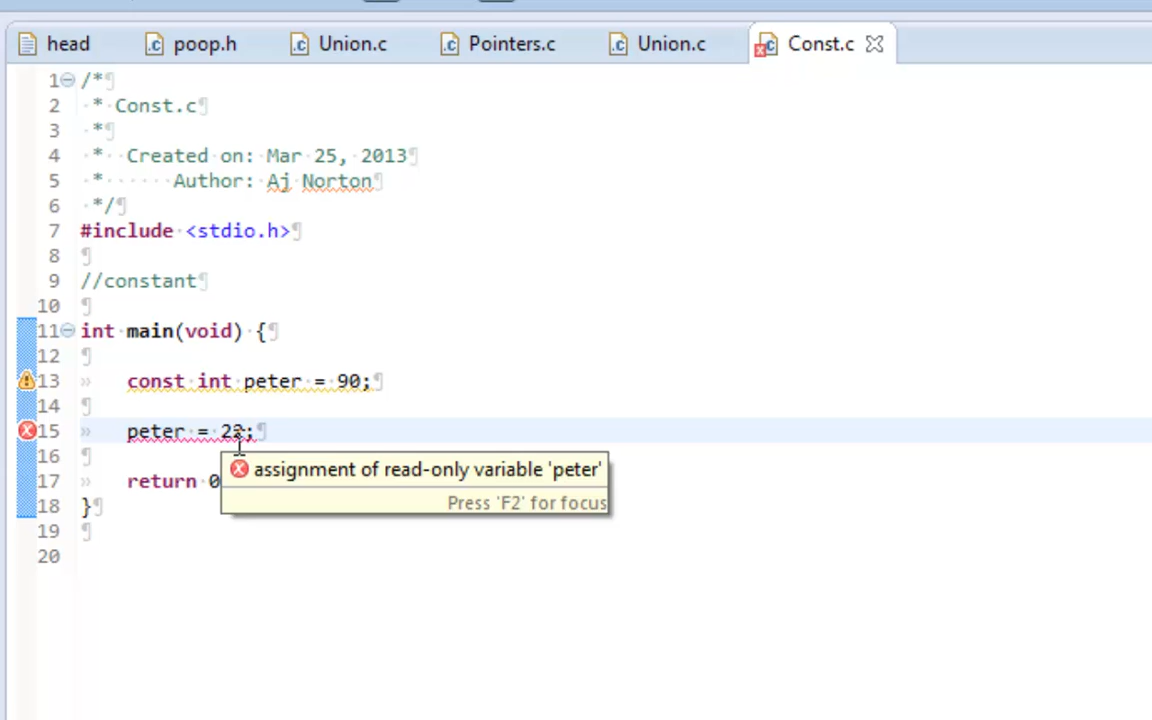 head poop.h Union.c Pointers.c Union.c Const.c
1 /*¶
2 * Const.c¶
3 *¶
4 * Created on: Mar 25, 2013¶
5 * Author: Aj Norton¶
6 */¶
7 #include <stdio.h>¶
8 ¶
9 //constant¶
10 ¶
11 int main(void) {¶
12 ¶
13 » const int peter = 90;¶
14 ¶
15 » peter = 22;¶
16 ¶
assignment of read-only variable 'peter'
17 » return 0
Press 'F2' for focus
18 }¶
19 ¶
20